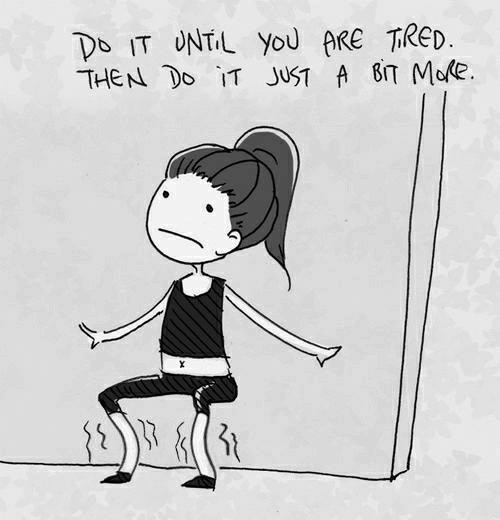 DO IT UNTIL YOU ARE TIRED.
THEN DO IT JUST A BIT MORE.